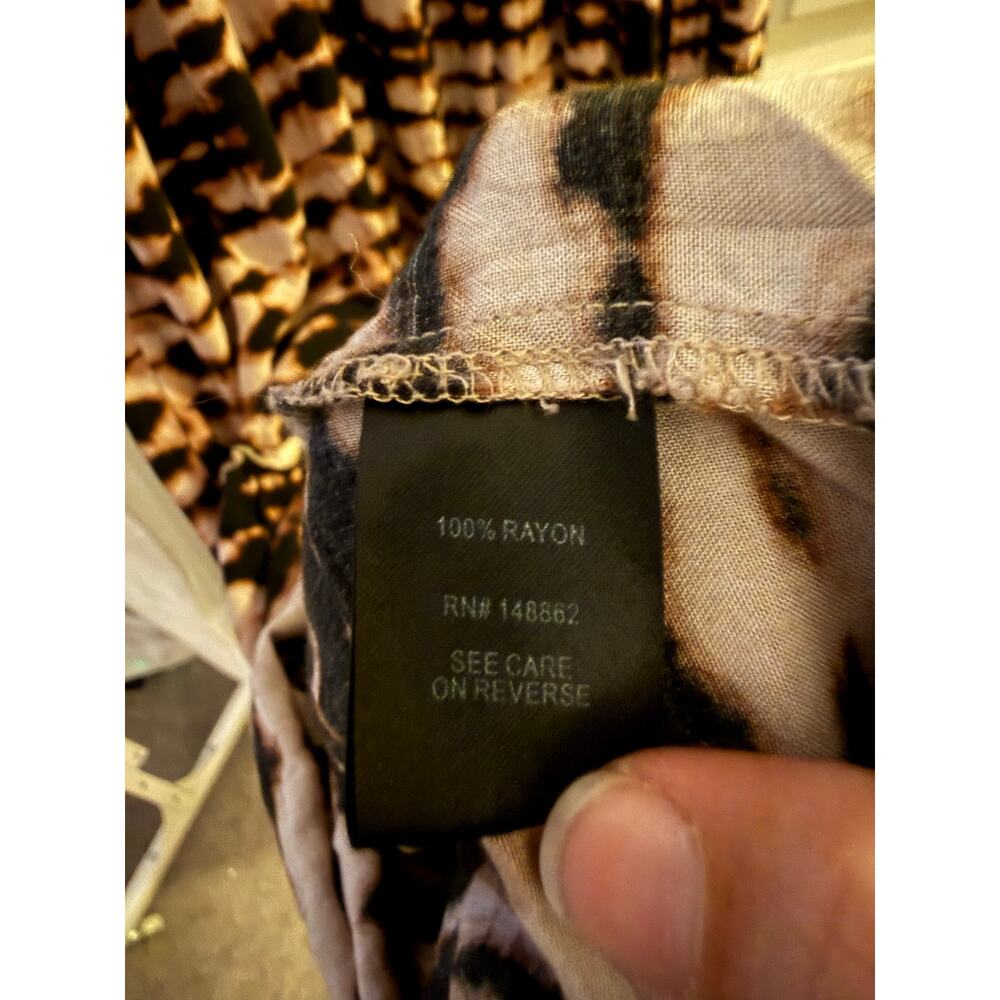 100% RAYON
RN# 148862
SEE CARE
ON REVERSE